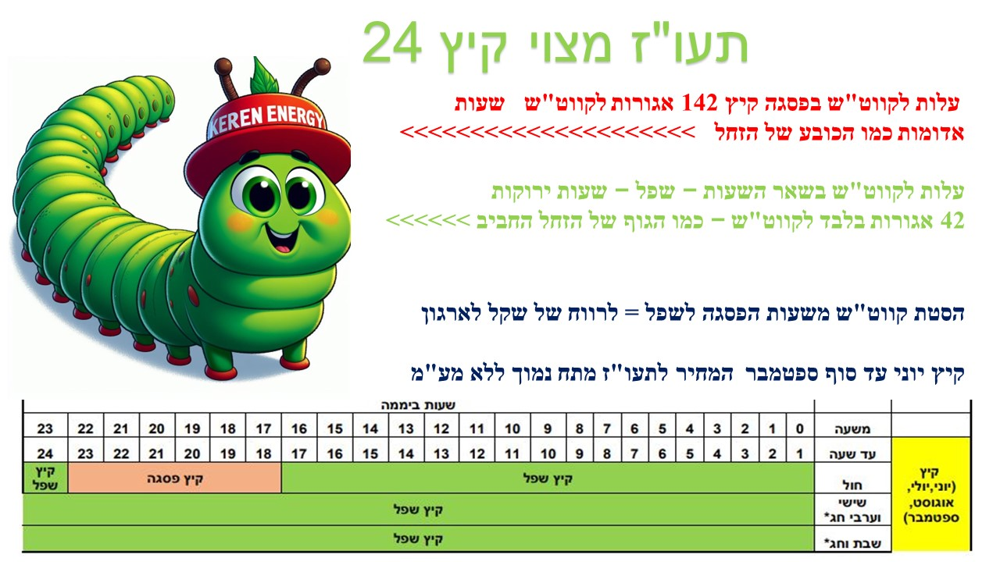 תעו"ז מצוי קיץ 24
KEREN ENERGY
עלות לקווט"ש בפסגה קיץ 142 אגורות לקווט"ש שעות
אדומות כמו הכובע של הזחל >>>>>>>>>>>>>>>>>>>>>
עלות לקווט"ש בשאר השעות – שפל – שעות ירוקות
42 אגורות בלבד לקווט"ש – כמו הגוף של הזחל החביב >>>>>>
הסטת קווט"ש משעות הפסגה לשפל = לרווח של שקל לארגון
קיץ יוני עד סוף ספטמבר המחיר לתעו"ז מתח נמוך ללא מע"מ
שעות ביממה
משעה 0 1 2 3 4 5 6 7 8 9 10 11 12 13 14 15 16 17 18 19 20 21 22 23
עד שעה 1 2 3 4 5 6 7 8 9 10 11 12 13 14 15 16 17 18 19 20 21 22 23 24
קיץ
(יוני,יולי,
אוגוסט,
ספטמבר)
חול קיץ שפל קיץ פסגה קיץ
שפל
שישי
וערבי חג* קיץ שפל
שבת וחג* קיץ שפל